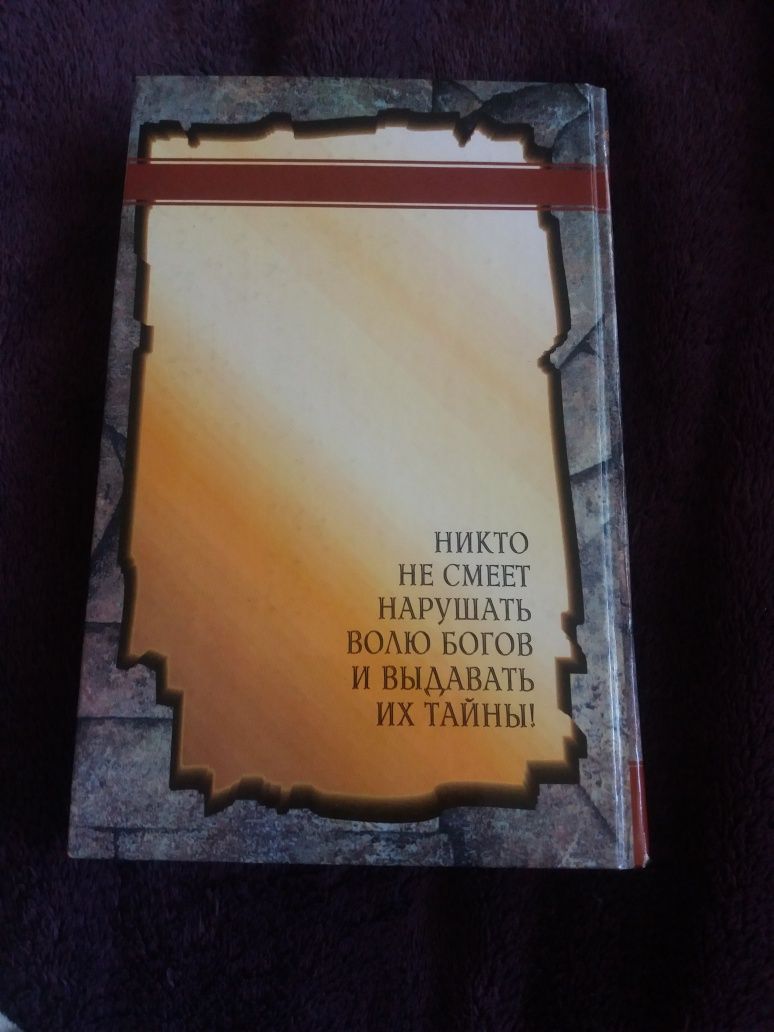 НИКТО
НЕ СМЕЕТ
НАРУШАТЬ
ВОЛЮ БОГОВ
И ВЫДАВАТЬ
ИХ ТАЙНЫ!